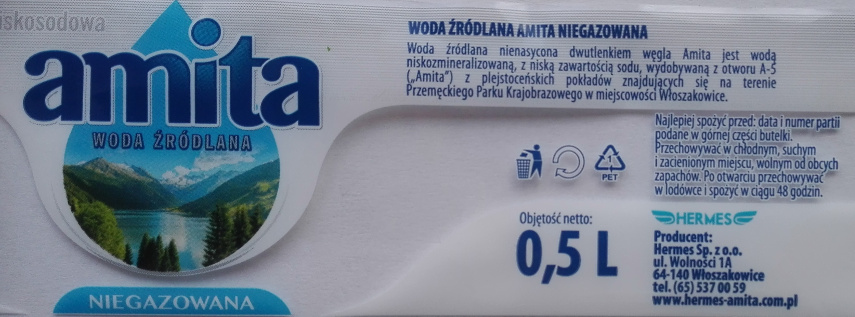 iskosodowa
amita
WODA ŹRÓDLANA
NIEGAZOWANA
WODA ŹRÓDLANA AMITA NIEGAZOWANA
Woda źródlana nienasycona dwutlenkiem węgla Amita jest wodą
niskozmineralizowaną, z niską zawartością sodu, wydobywaną z otworu A-5
(„Amita") z plejstoceńskich pokładów znajdujących się na terenie
Przemęckiego Parku Krajobrazowego w miejscowości Włoszakowice.
Najlepiej spożyć przed: data i numer partii
podane w górnej części butelki.
Przechowywać w chłodnym, suchym
i zacienionym miejscu, wolnym od obcych
zapachów. Po otwarciu przechowywać
w lodówce i spożyć w ciągu 48 godzin.
1
PET
Objętość netto:
0,5 L
HERMES
Producent:
Hermes Sp. z o.o.
ul. Wolności 1A
64-140 Włoszakowice
tel. (65) 537 00 59
www.hermes-amita.com.pl